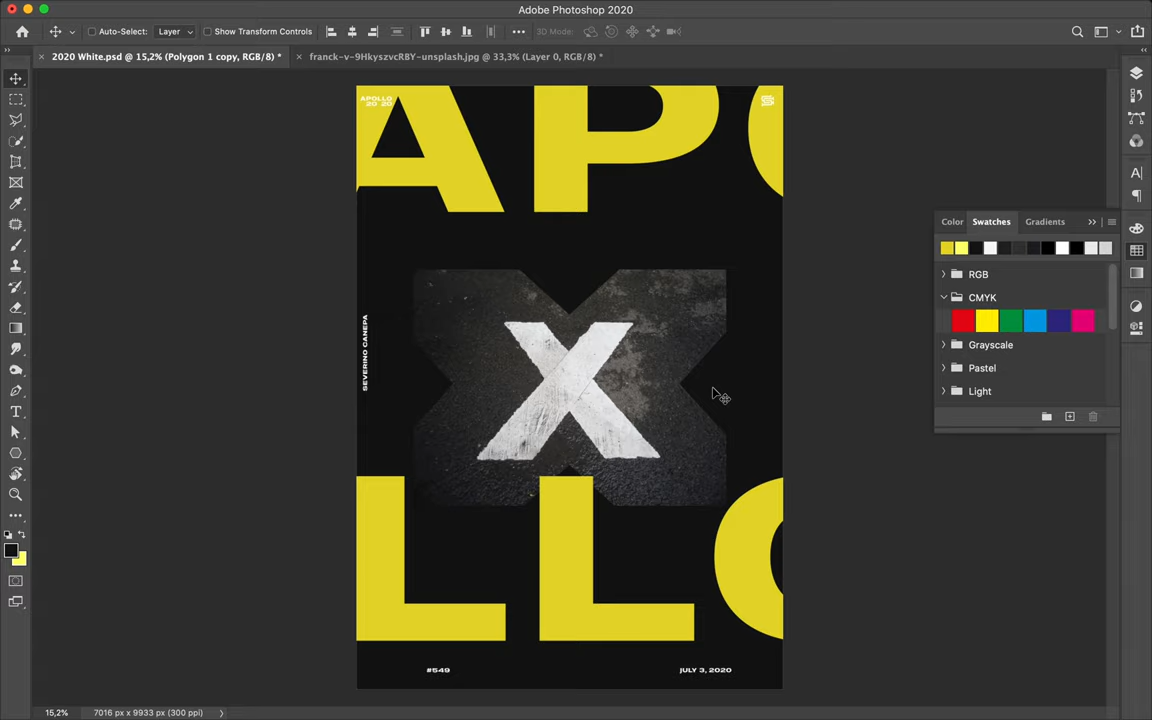 Adobe Photoshop 2020
Auto-Select:
Layer
Show Transform Controls
3D Mode:
2020 White.psd @ 15,2% (Polygon 1 copy, RGB/8) *
franck-v-9HkyszvcRBY-unsplash.jpg @ 33,3% (Layer 0, RGB/8) *
APOLLO
20 20
APO
X
SEVERINO CANEPA
LLO
#549
JULY 3, 2020
Color
Swatches
Gradients
RGB
CMYK
Grayscale
Pastel
Light
15,2%
7016 px x 9933 px (300 ppi)